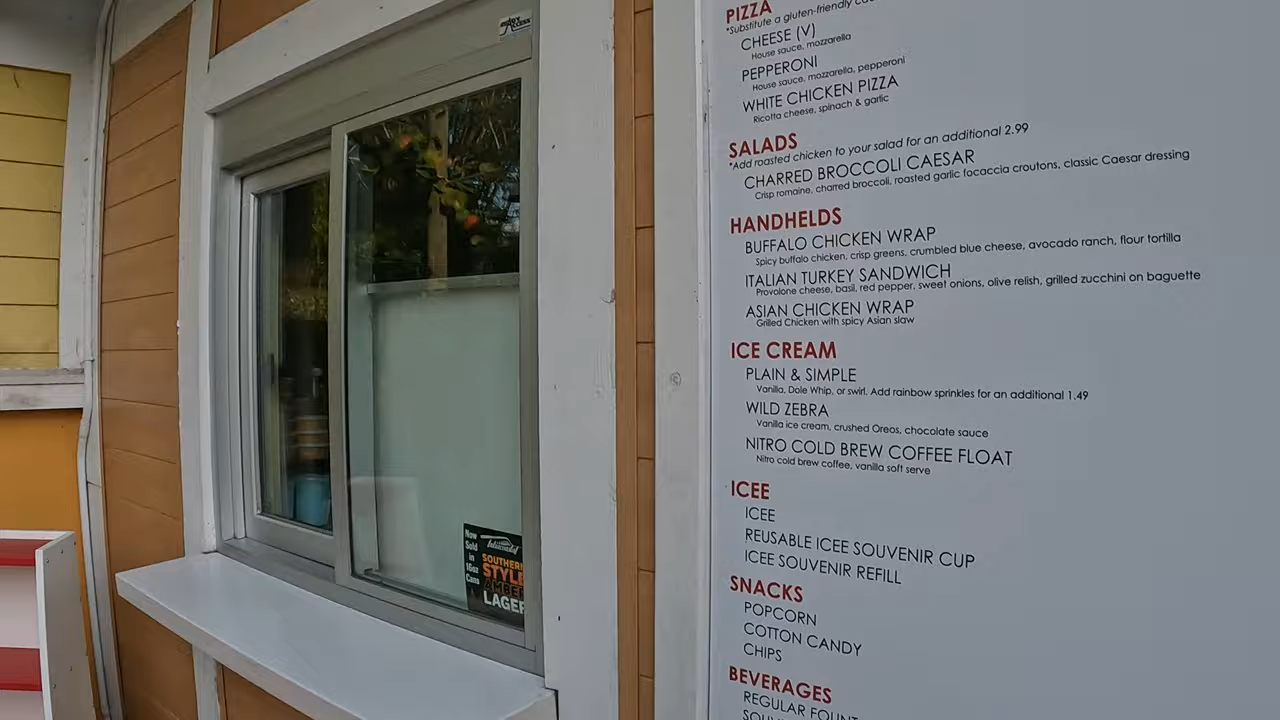 PIZZA
*Substitute a gluten-friendly
CHEESE (V)
House sauce, mozzarella
PEPPERONI
House sauce, mozzarella, pepperoni
WHITE CHICKEN PIZZA
Ricotta cheese, spinach & garlic
SALADS
*Add roasted chicken to your salad for an additional 2.99
CHARRED BROCCOLI CAESAR
Crisp romaine, charred broccoli, roasted garlic focaccia croutons, classic Caesar dressing
HANDHELDS
BUFFALO CHICKEN WRAP
Spicy buffalo chicken, crisp greens, crumbled blue cheese, avocado ranch, flour tortilla
ITALIAN TURKEY SANDWICH
Provolone cheese, basil, red pepper, sweet onions, olive relish, grilled zucchini on baguette
ASIAN CHICKEN WRAP
Grilled Chicken with spicy Asian slaw
ICE CREAM
PLAIN & SIMPLE
Vanilla, Dole Whip, or swirl. Add rainbow sprinkles for an additional 1.49
WILD ZEBRA
Vanilla ice cream, crushed Oreos, chocolate sauce
NITRO COLD BREW COFFEE FLOAT
Nitro cold brew coffee, vanilla soft serve
ICEE
ICEE
REUSABLE ICEE SOUVENIR CUP
ICEE SOUVENIR REFILL
SNACKS
POPCORN
COTTON CANDY
CHIPS
BEVERAGES
REGULAR FOUNT
Now
Sold
in
16oz
Cans
SOUTHERN
STYLE
AMBER
LAGER